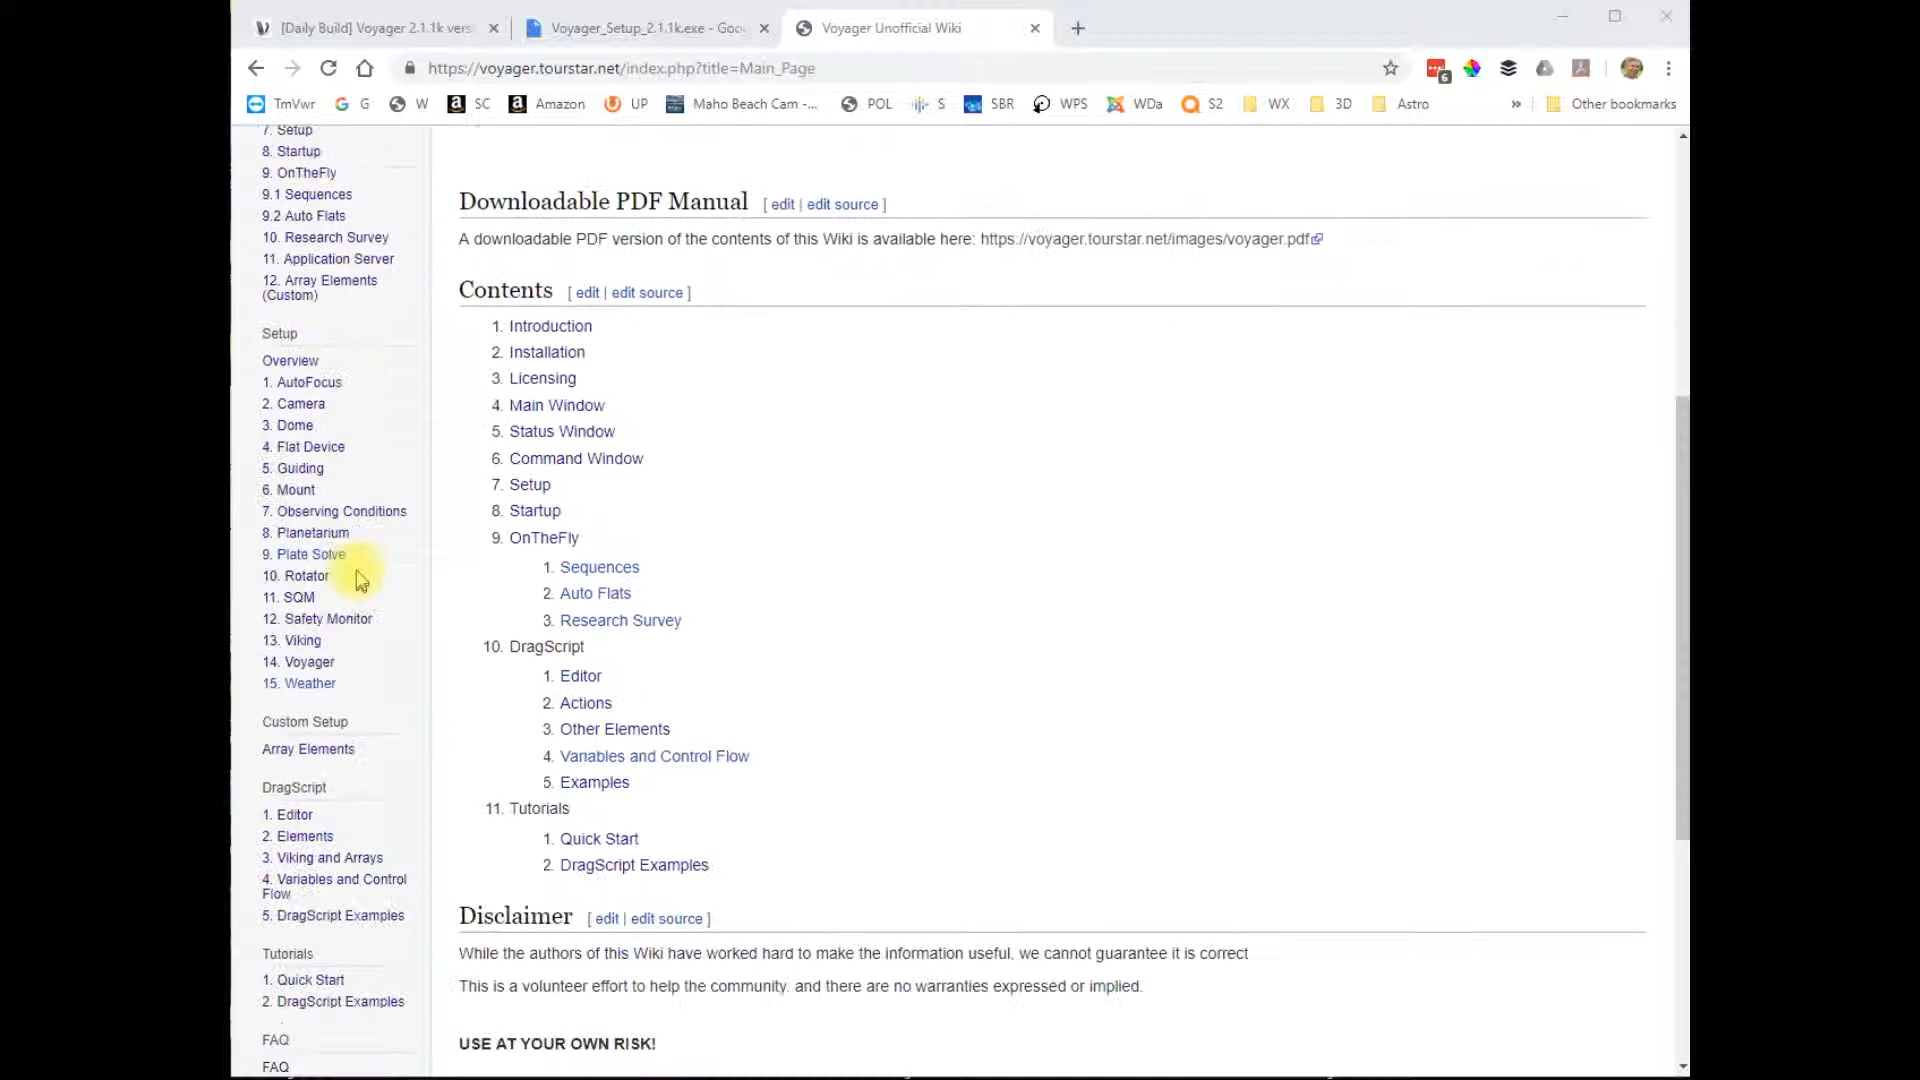 [Daily Build] Voyager 2.1.1k vers
Voyager_Setup_2.1.1k.exe - Goo
Voyager Unofficial Wiki
https://voyager.tourstar.net/index.php?title=Main_Page
6
TmVwr
G
W
SC
Amazon
UP
Maho Beach Cam -...
POL
S
SBR
WPS
WDa
S2
WX
3D
Astro
»
Other bookmarks
7. Setup
8. Startup
9. OnTheFly
9.1 Sequences
9.2 Auto Flats
10. Research Survey
11. Application Server
12. Array Elements
(Custom)
Setup
Overview
1. AutoFocus
2. Camera
3. Dome
4. Flat Device
5. Guiding
6. Mount
7. Observing Conditions
8. Planetarium
9. Plate Solve
10. Rotator
11. SQM
12. Safety Monitor
13. Viking
14. Voyager
15. Weather
Custom Setup
Array Elements
DragScript
1. Editor
2. Elements
3. Viking and Arrays
4. Variables and Control
Flow
5. DragScript Examples
Tutorials
1. Quick Start
2. DragScript Examples
FAQ
FAQ
Downloadable PDF Manual [ edit | edit source ]
A downloadable PDF version of the contents of this Wiki is available here: https://voyager.tourstar.net/images/voyager.pdf
Contents [ edit | edit source ]
1. Introduction
2. Installation
3. Licensing
4. Main Window
5. Status Window
6. Command Window
7. Setup
8. Startup
9. OnTheFly
1. Sequences
2. Auto Flats
3. Research Survey
10. DragScript
1. Editor
2. Actions
3. Other Elements
4. Variables and Control Flow
5. Examples
11. Tutorials
1. Quick Start
2. DragScript Examples
Disclaimer [ edit | edit source ]
While the authors of this Wiki have worked hard to make the information useful, we cannot guarantee it is correct
This is a volunteer effort to help the community. and there are no warranties expressed or implied.
USE AT YOUR OWN RISK!